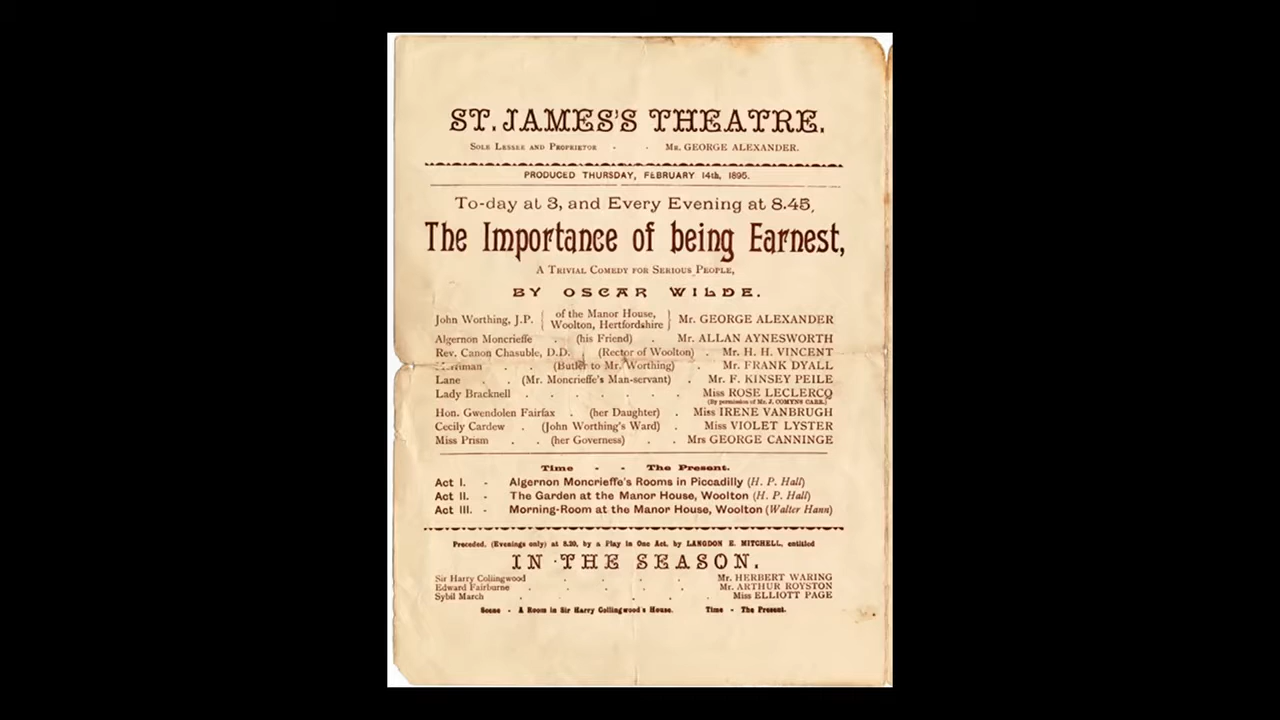 ST. JAMES'S THEATRE.
SOLE LESSEE AND PROPRIETOR - - MR. GEORGE ALEXANDER.
PRODUCED THURSDAY, FEBRUARY 14th, 1895.
To-day at 3, and Every Evening at 8.45,
The Importance of being Earnest,
A TRIVIAL COMEDY FOR SERIOUS PEOPLE,
BY OSCAR WILDE.
John Worthing, J.P. { of the Manor House, Woolton, Hertfordshire } Mr. GEORGE ALEXANDER
Algernon Moncrieffe . (his Friend) . Mr. ALLAN AYNESWORTH
Rev. Canon Chasuble, D.D. (Rector of Woolton) . Mr. H. H. VINCENT
. . (Butler to Mr. Worthing) . Mr. FRANK DYALL
Lane . . (Mr. Moncrieffe's Man-servant) . Mr. F. KINSEY PEILE
Lady Bracknell . . . . . . Miss ROSE LECLERCQ
(By permission of Mr. J. COMYNS CARR.)
Hon. Gwendolen Fairfax . (her Daughter) . Miss IRENE VANBRUGH
Cecily Cardew . (John Worthing's Ward) . Miss VIOLET LYSTER
Miss Prism . . (her Governess) . . Mrs GEORGE CANNINGE
Time - - The Present.
Act I. - Algernon Moncrieffe's Rooms in Piccadilly (H. P. Hall)
Act II. - The Garden at the Manor House, Woolton (H. P. Hall)
Act III. - Morning-Room at the Manor House, Woolton (Walter Hann)
Preceded, (Evenings only) at 8.20, by a Play in One Act, by LANGDON E. MITCHELL, entitled
IN THE SEASON.
Sir Harry Collingwood . . . . Mr. HERBERT WARING
Edward Fairburne . . . . . Mr. ARTHUR ROYSTON
Sybil March . . . . . . Miss ELLIOTT PAGE
Scene - A Room in Sir Harry Collingwood's House. Time - The Present.